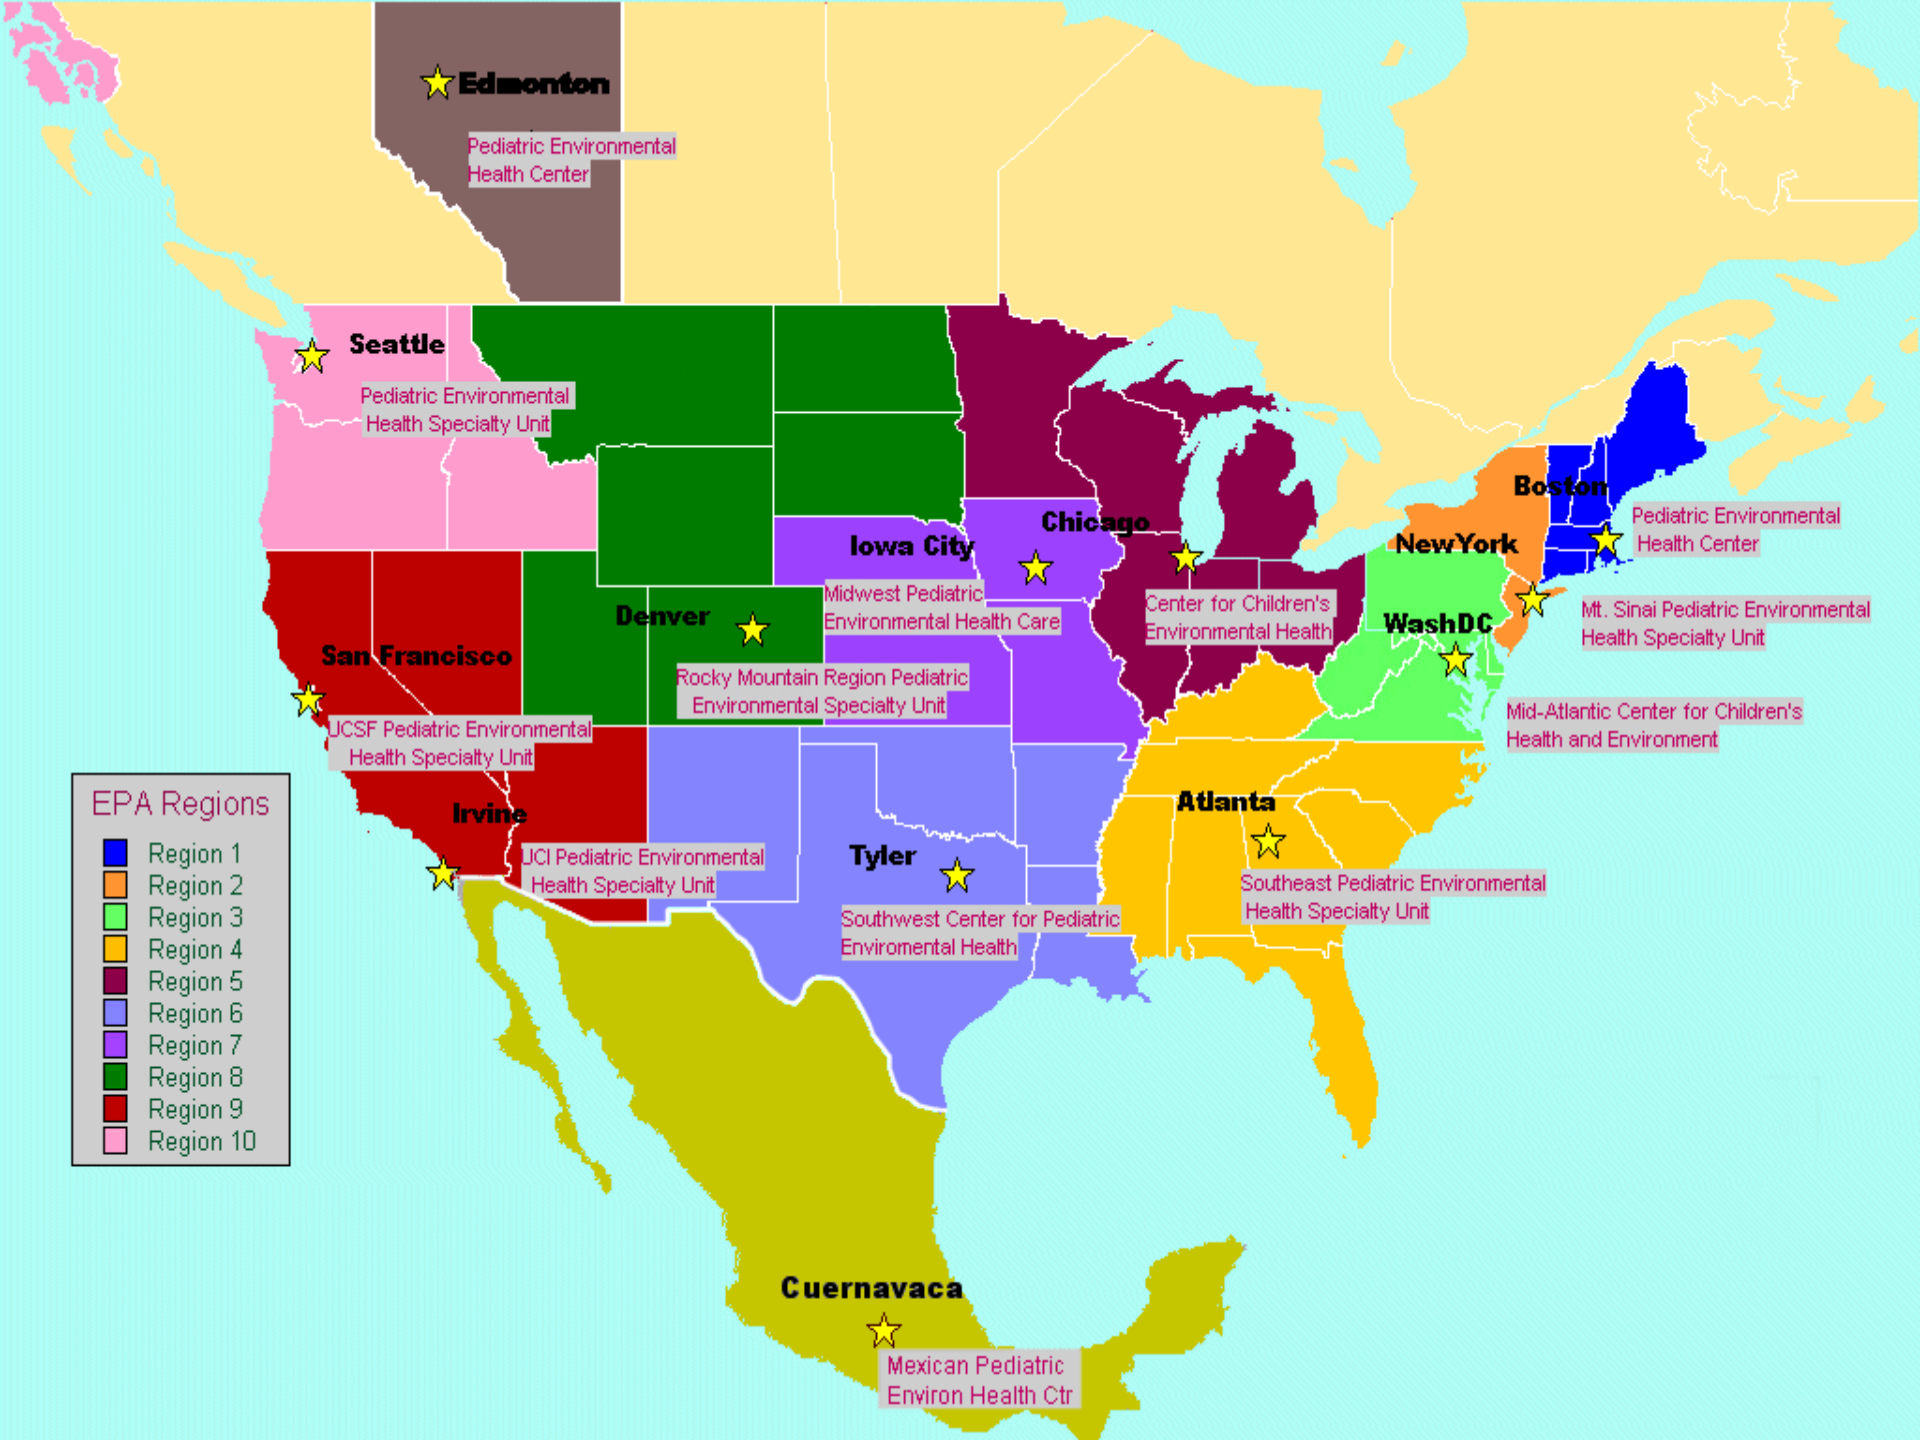 Edmonton
Pediatric Environmental
Health Center
Seattle
Pediatric Environmental
Health Specialty Unit
Boston
Pediatric Environmental
Health Center
Chicago
Iowa City
Midwest Pediatric
Environmental Health Care
Center for Children's
Environmental Health
NewYork
Mt. Sinai Pediatric Environmental
Health Specialty Unit
WashDC
Mid-Atlantic Center for Children's
Health and Environment
Denver
Rocky Mountain Region Pediatric
Environmental Specialty Unit
San Francisco
UCSF Pediatric Environmental
Health Specialty Unit
Irvine
UCI Pediatric Environmental
Health Specialty Unit
Tyler
Southwest Center for Pediatric
Enviromental Health
Atlanta
Southeast Pediatric Environmental
Health Specialty Unit
EPA Regions
Region 1
Region 2
Region 3
Region 4
Region 5
Region 6
Region 7
Region 8
Region 9
Region 10
Cuernavaca
Mexican Pediatric
Environ Health Ctr